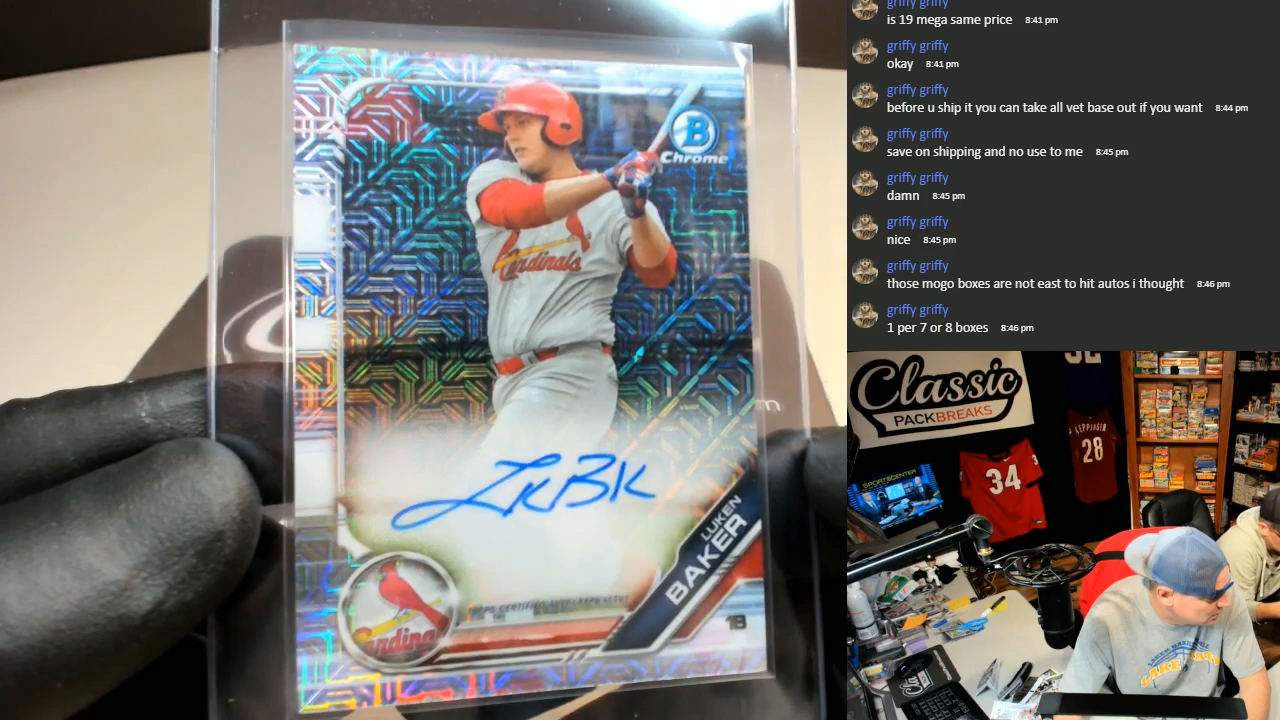 B
Chrome
Cardinals
LUKEN
BAKER
1B
Cardinals
griffy griffy
is 19 mega same price 8:41 pm
griffy griffy
okay 8:41 pm
griffy griffy
before u ship it you can take all vet base out if you want 8:44 pm
griffy griffy
save on shipping and no use to me 8:45 pm
griffy griffy
damn 8:45 pm
griffy griffy
nice 8:45 pm
griffy griffy
those mogo boxes are not east to hit autos i thought 8:46 pm
griffy griffy
1 per 7 or 8 boxes 8:46 pm
Classic
PACKBREAKS
SPORTSCENTER
34
LEPPINGER
28